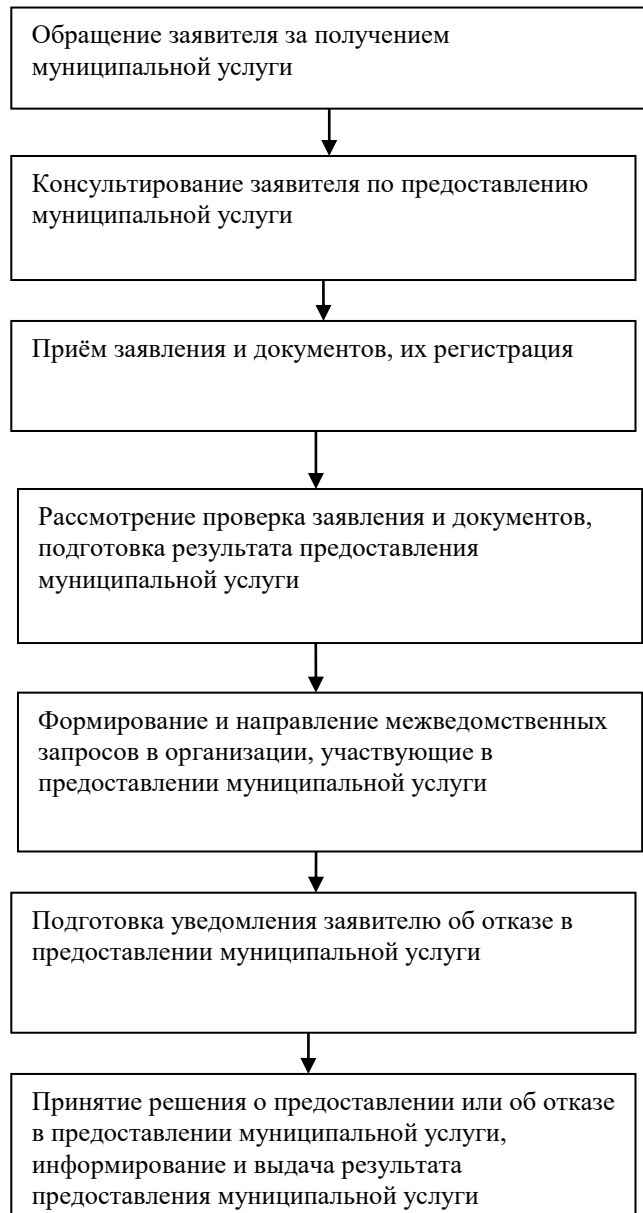 Обращение заявителя за получением
муниципальной услуги
Консультирование заявителя по предоставлению
муниципальной услуги
Приём заявления и документов, их регистрация
Рассмотрение проверка заявления и документов,
подготовка результата предоставления
муниципальной услуги
Формирование и направление межведомственных
запросов в организации, участвующие в
предоставлении муниципальной услуги
Подготовка уведомления заявителю об отказе в
предоставлении муниципальной услуги
Принятие решения о предоставлении или об отказе
в предоставлении муниципальной услуги,
информирование и выдача результата
предоставления муниципальной услуги